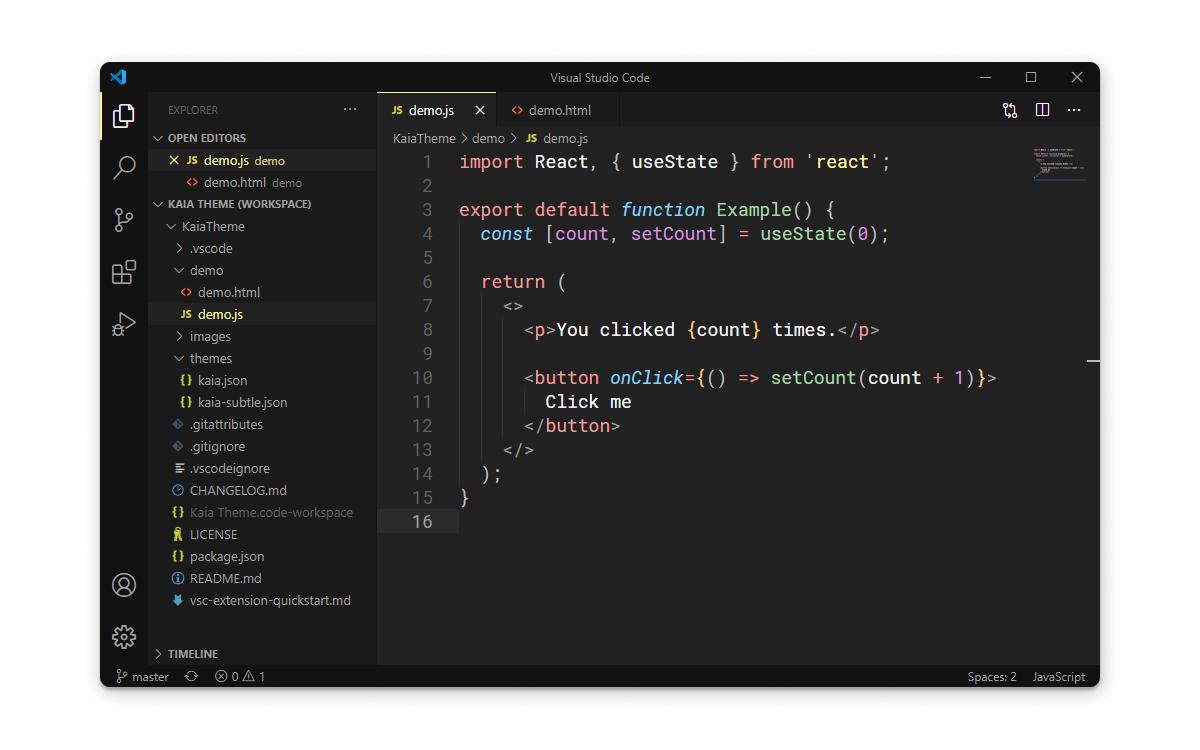 Visual Studio Code
EXPLORER
OPEN EDITORS
JS demo.js demo
<> demo.html demo
KAIA THEME (WORKSPACE)
KaiaTheme
.vscode
demo
<> demo.html
JS demo.js
images
themes
{} kaia.json
{} kaia-subtle.json
.gitattributes
.gitignore
.vscodeignore
CHANGELOG.md
{} Kaia Theme.code-workspace
LICENSE
{} package.json
README.md
vsc-extension-quickstart.md
TIMELINE
JS demo.js <> demo.html
KaiaTheme > demo > JS demo.js
1 import React, { useState } from 'react';
2
3 export default function Example() {
4 const [count, setCount] = useState(0);
5
6 return (
7 <>
8 <p>You clicked {count} times.</p>
9
10 <button onClick={() => setCount(count + 1)}>
11 Click me
12 </button>
13 </>
14 );
15 }
16
master 0 1 Spaces: 2 JavaScript